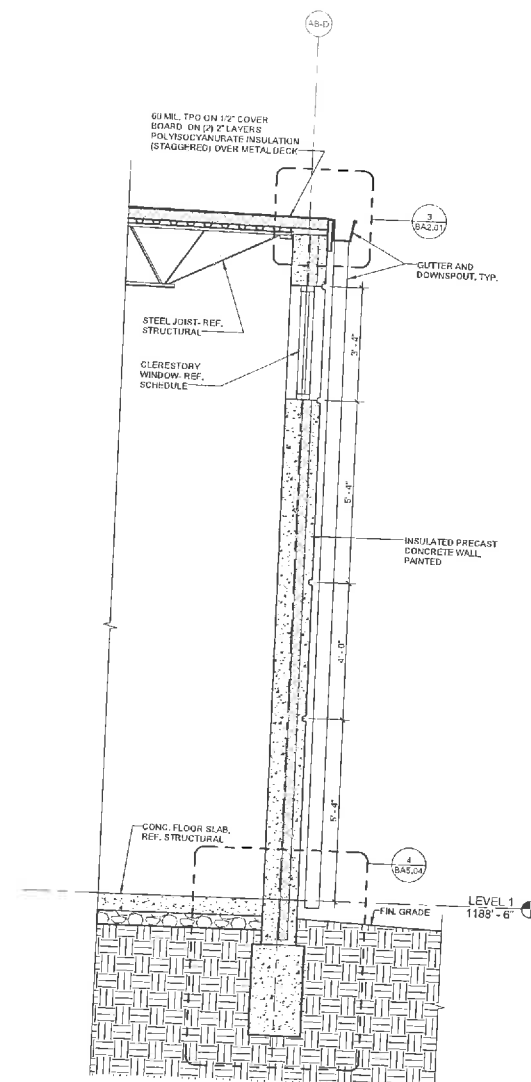 AB-D
60 MIL. TPO ON 1/2" COVER
BOARD ON (2) 2" LAYERS
POLYISOCYANURATE INSULATION
(STAGGERED) OVER METAL DECK
3
BA2.01
GUTTER AND
DOWNSPOUT, TYP.
STEEL JOIST- REF.
STRUCTURAL
3' - 4"
CLERESTORY
WINDOW- REF.
SCHEDULE
5' - 4"
INSULATED PRECAST
CONCRETE WALL,
PAINTED
4' - 0"
5' - 4"
CONC. FLOOR SLAB,
REF. STRUCTURAL
4
BA5.04
FIN. GRADE
LEVEL 1
1188' - 6"